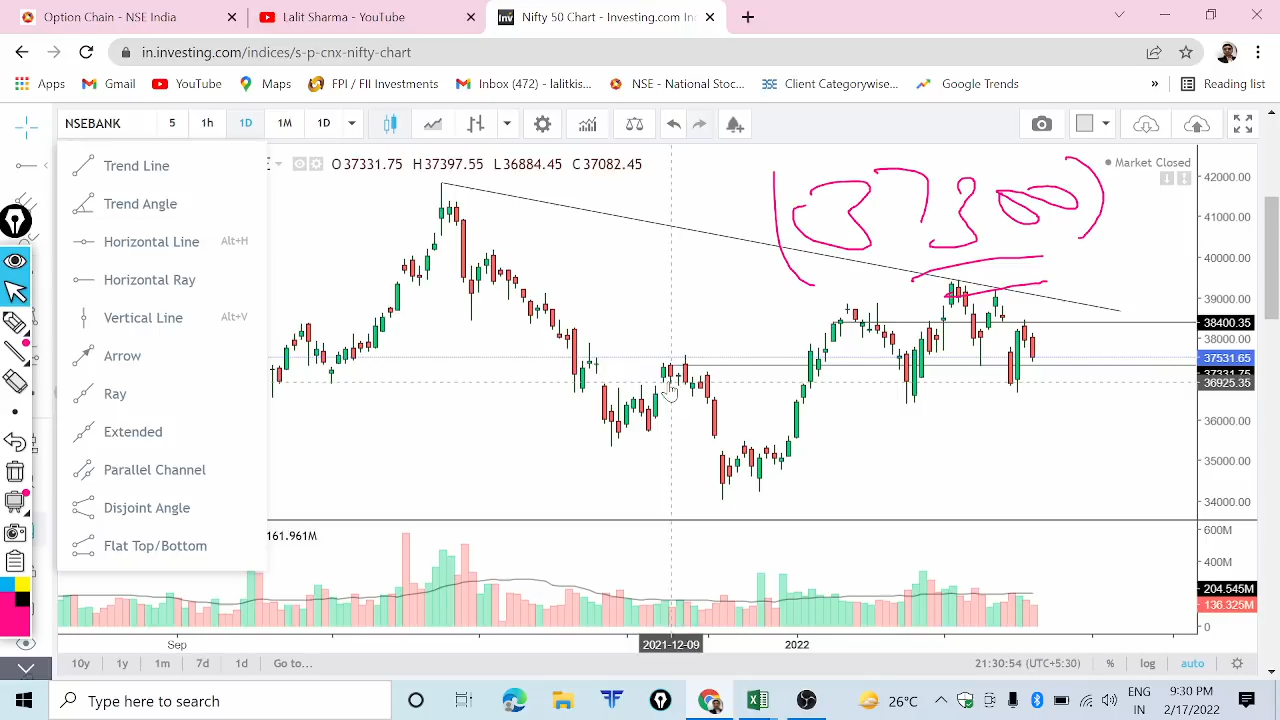 Option Chain
Lalit Sharma - YouTube
Nifty 50 Chart - Investing.com In
in.investing.com/indices/s-p-cnx-nifty-chart
Apps
Gmail
YouTube
Maps
FPI / FII Investments
Inbox (472) - lalitkis...
NSE - National Stoc...
Client Categorywise...
Google Trends
»
Reading list
NSEBANK
5
1h
1D
1M
1D
Trend Line
Trend Angle
Horizontal Line Alt+H
Horizontal Ray
Vertical Line Alt+V
Arrow
Ray
Extended
Parallel Channel
Disjoint Angle
Flat Top/Bottom
E
O37331.75 H37397.55 L36884.45 C37082.45
Market Closed
(37300)
42000.00
41000.00
40000.00
39000.00
38400.35
38000.00
37531.65
37331.75
36925.35
36000.00
35000.00
34000.00
161.961M
600M
400M
204.545M
136.325M
0
Sep
2021-12-09
2022
10y
1y
1m
7d
1d
Go to...
21:30:54 (UTC+5:30)
%
log
auto
Type here to search
26°C
ENG
IN
9:30 PM
2/17/2022